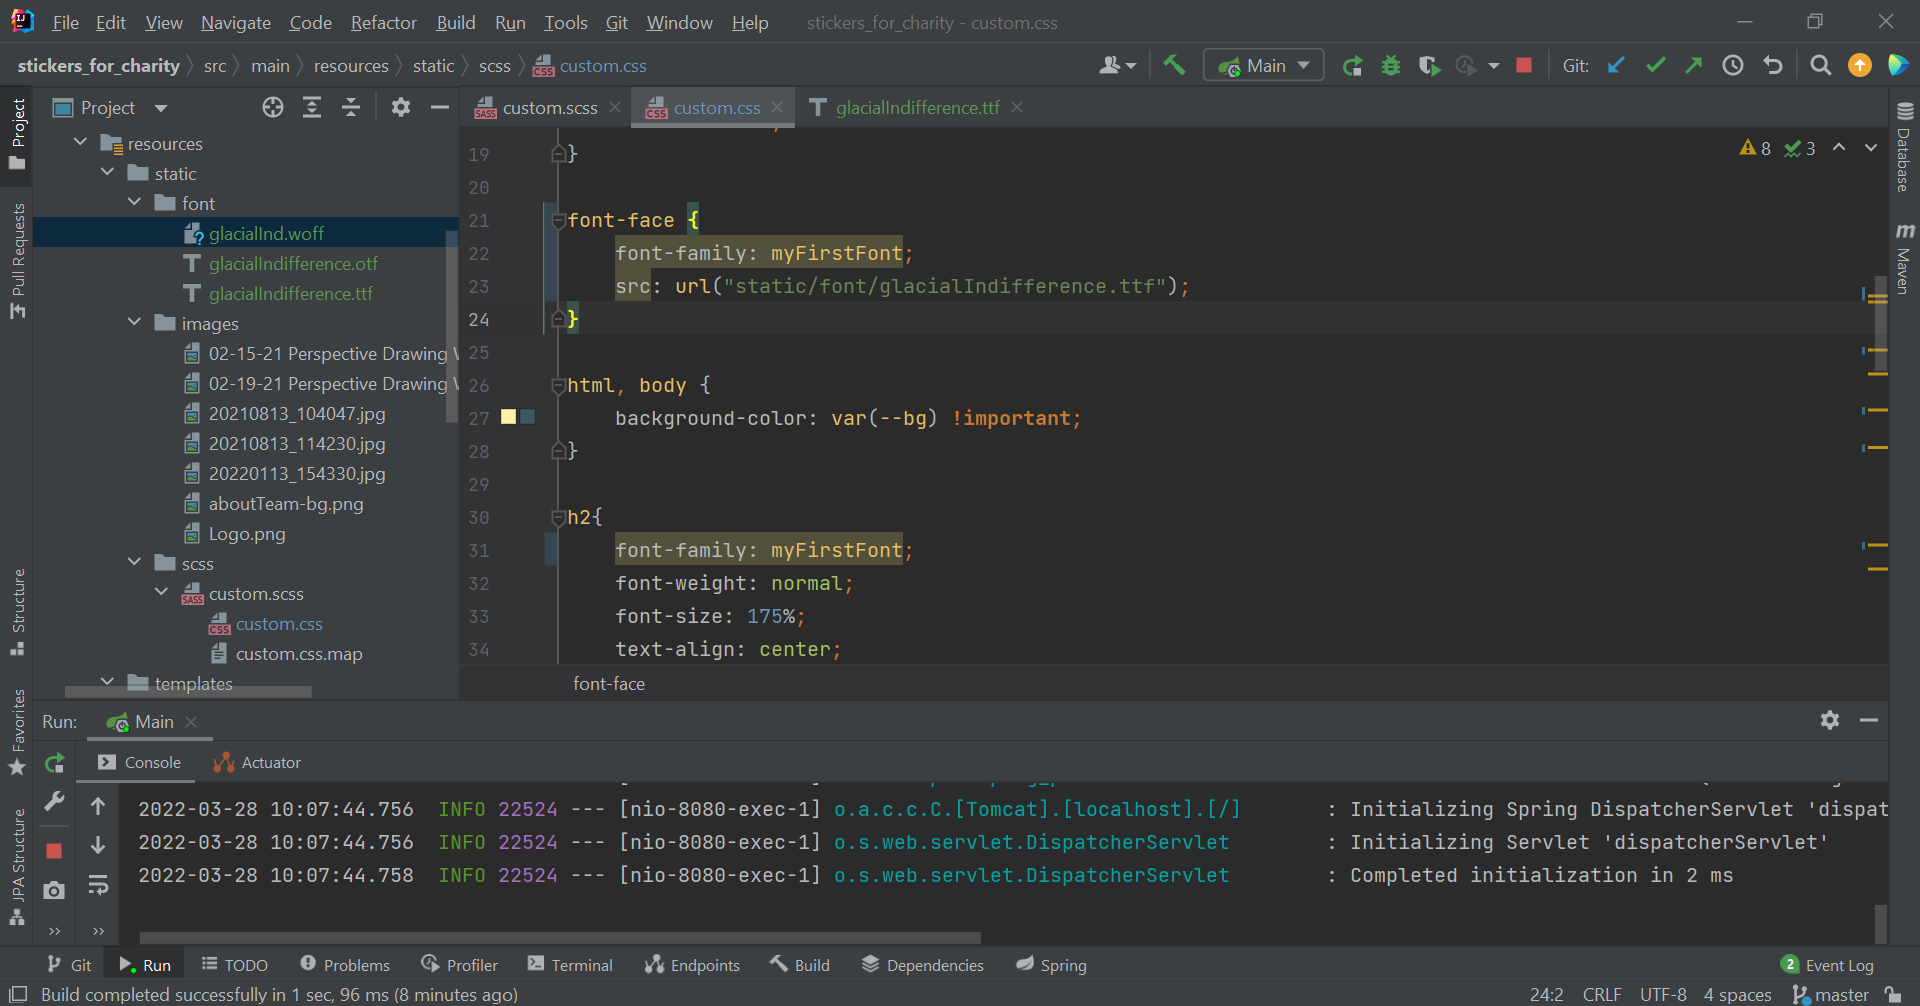 File Edit View Navigate Code Refactor Build Run Tools Git Window Help stickers_for_charity - custom.css
stickers_for_charity src main resources static scss custom.css Main Git:
Project custom.scss custom.css glacialIndifference.ttf
Project
Pull Requests
Structure
Favorites
JPA Structure
resources
static
font
glacialInd.woff
glacialIndifference.otf
glacialIndifference.ttf
images
02-15-21 Perspective Drawing
02-19-21 Perspective Drawing
20210813_104047.jpg
20210813_114230.jpg
20220113_154330.jpg
aboutTeam-bg.png
Logo.png
scss
custom.scss
custom.css
custom.css.map
templates
8 3
19 }
20
21 font-face {
22 font-family: myFirstFont;
23 src: url("static/font/glacialIndifference.ttf");
24 }
25
26 html, body {
27 background-color: var(--bg) !important;
28 }
29
30 h2{
31 font-family: myFirstFont;
32 font-weight: normal;
33 font-size: 175%;
34 text-align: center;
font-face
Database
Maven
Run: Main
Console Actuator
2022-03-28 10:07:44.756 INFO 22524 --- [nio-8080-exec-1] o.a.c.c.C.[Tomcat].[localhost].[/] : Initializing Spring DispatcherServlet 'dispat
2022-03-28 10:07:44.756 INFO 22524 --- [nio-8080-exec-1] o.s.web.servlet.DispatcherServlet : Initializing Servlet 'dispatcherServlet'
2022-03-28 10:07:44.758 INFO 22524 --- [nio-8080-exec-1] o.s.web.servlet.DispatcherServlet : Completed initialization in 2 ms
Git Run TODO Problems Profiler Terminal Endpoints Build Dependencies Spring 2 Event Log
Build completed successfully in 1 sec, 96 ms (8 minutes ago) 24:2 CRLF UTF-8 4 spaces master